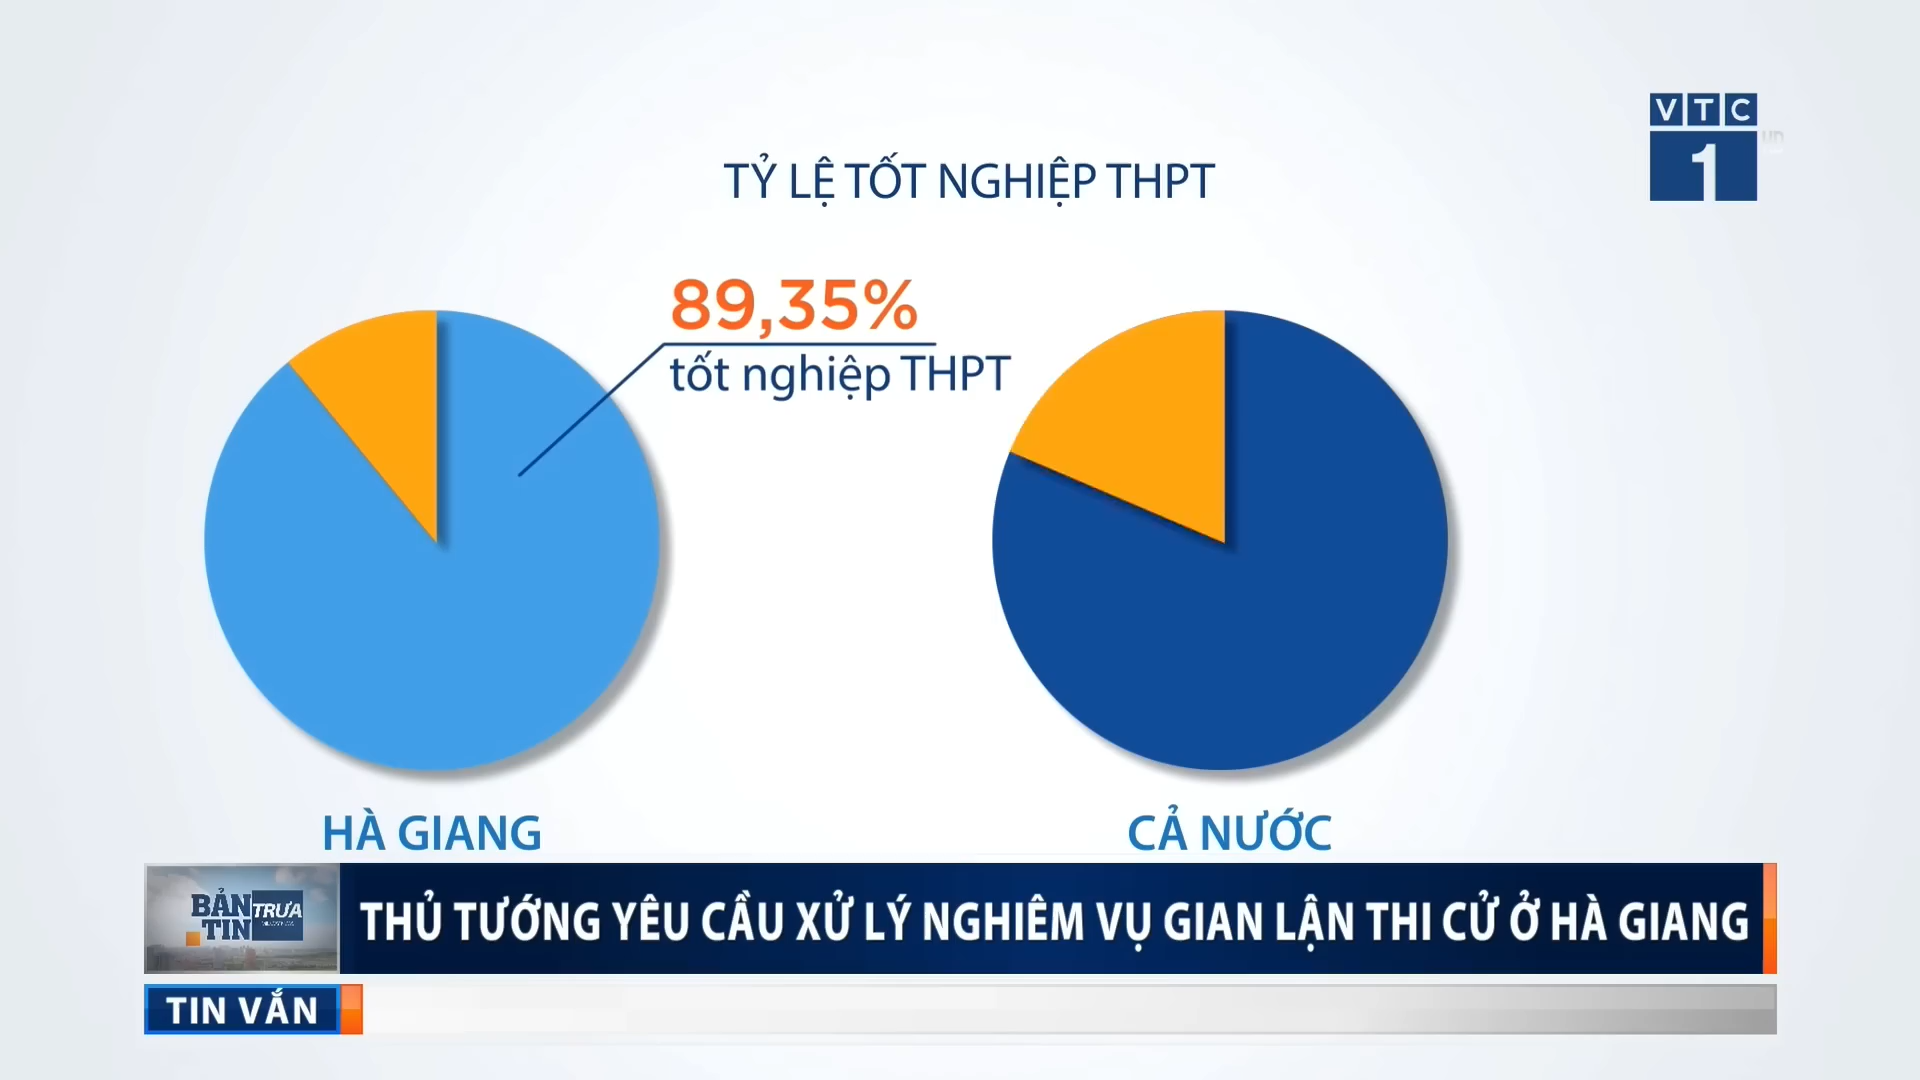 VTC
1
HD
TỶ LỆ TỐT NGHIỆP THPT
89,35%
tốt nghiệp THPT
HÀ GIANG
CẢ NƯỚC
BẢN TIN TRƯA
THỦ TƯỚNG YÊU CẦU XỬ LÝ NGHIÊM VỤ GIAN LẬN THI CỬ Ở HÀ GIANG
TIN VẮN